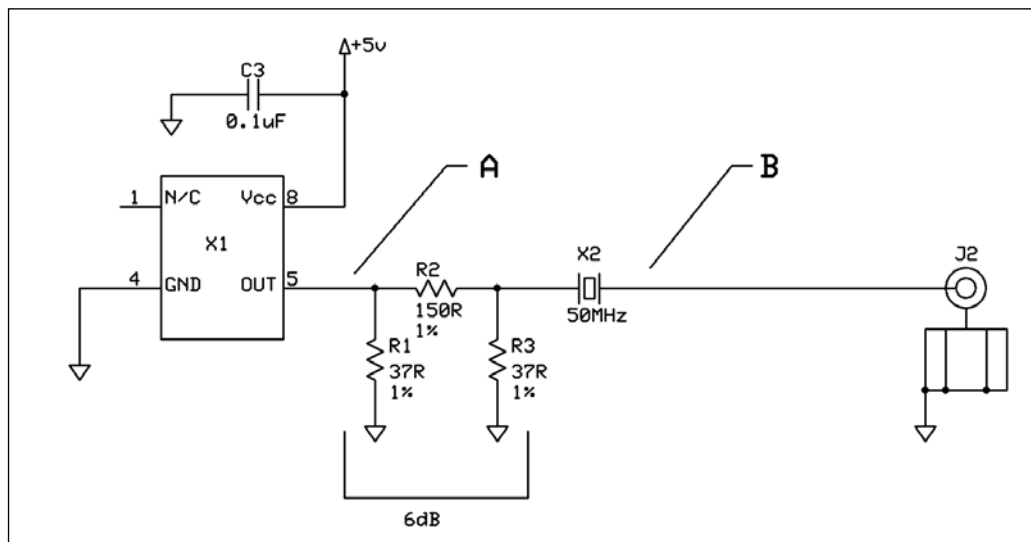 +5v
C3
0.1uF
A
B
1
N/C
Vcc
8
X1
4
GND
OUT
5
R2
150R
1%
X2
50MHz
J2
R1
37R
1%
R3
37R
1%
6dB